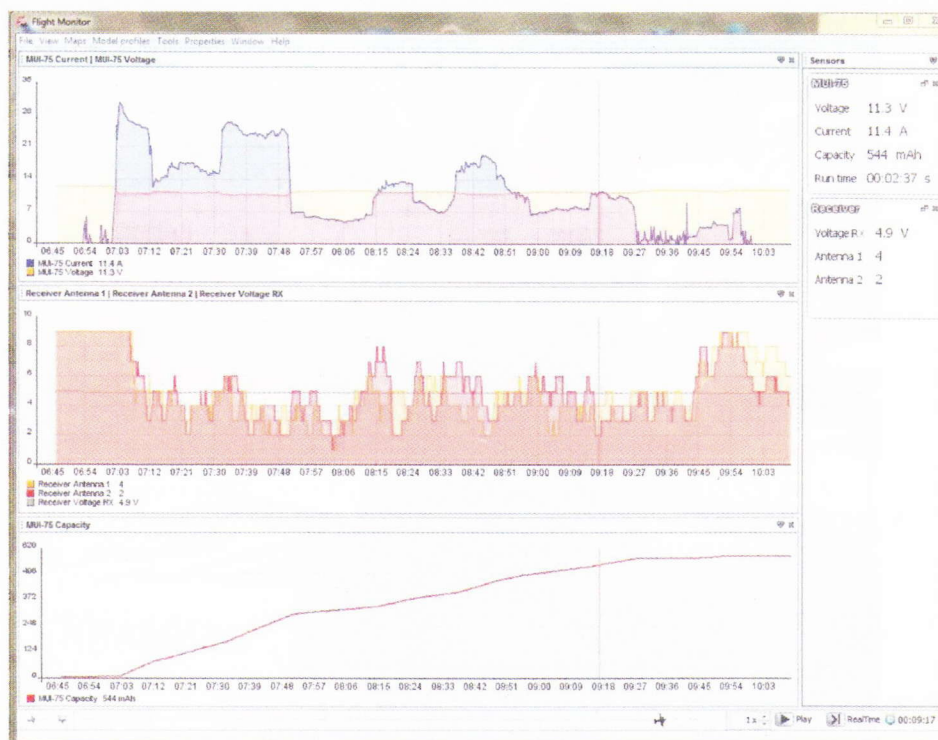 Flight Monitor
File View Maps Model profiles Tools Properties Window Help
MUI-75 Current | MUI-75 Voltage
Sensors
36
28
21
14
7
0
06:45 06:54 07:03 07:12 07:21 07:30 07:39 07:48 07:57 08:06 08:15 08:24 08:33 08:42 08:51 09:00 09:09 09:18 09:27 09:36 09:45 09:54 10:03
MUI-75 Current 11.4 A
MUI-75 Voltage 11.3 V
MUI-75
Voltage 11.3 V
Current 11.4 A
Capacity 544 mAh
Run time 00:02:37 s
Receiver
Voltage R 4.9 V
Antenna 1 4
Antenna 2 2
Receiver Antenna 1 | Receiver Antenna 2 | Receiver Voltage RX
10
8
6
4
2
0
06:45 06:54 07:03 07:12 07:21 07:30 07:39 07:48 07:57 08:06 08:15 08:24 08:33 08:42 08:51 09:00 09:09 09:18 09:27 09:36 09:45 09:54 10:03
Receiver Antenna 1 4
Receiver Antenna 2 2
Receiver Voltage RX 4.9 V
MUI-75 Capacity
620
496
372
248
124
0
06:45 06:54 07:03 07:12 07:21 07:30 07:39 07:48 07:57 08:06 08:15 08:24 08:33 08:42 08:51 09:00 09:09 09:18 09:27 09:36 09:45 09:54 10:03
MUI-75 Capacity 544 mAh
1x Play RealTime 00:09:17